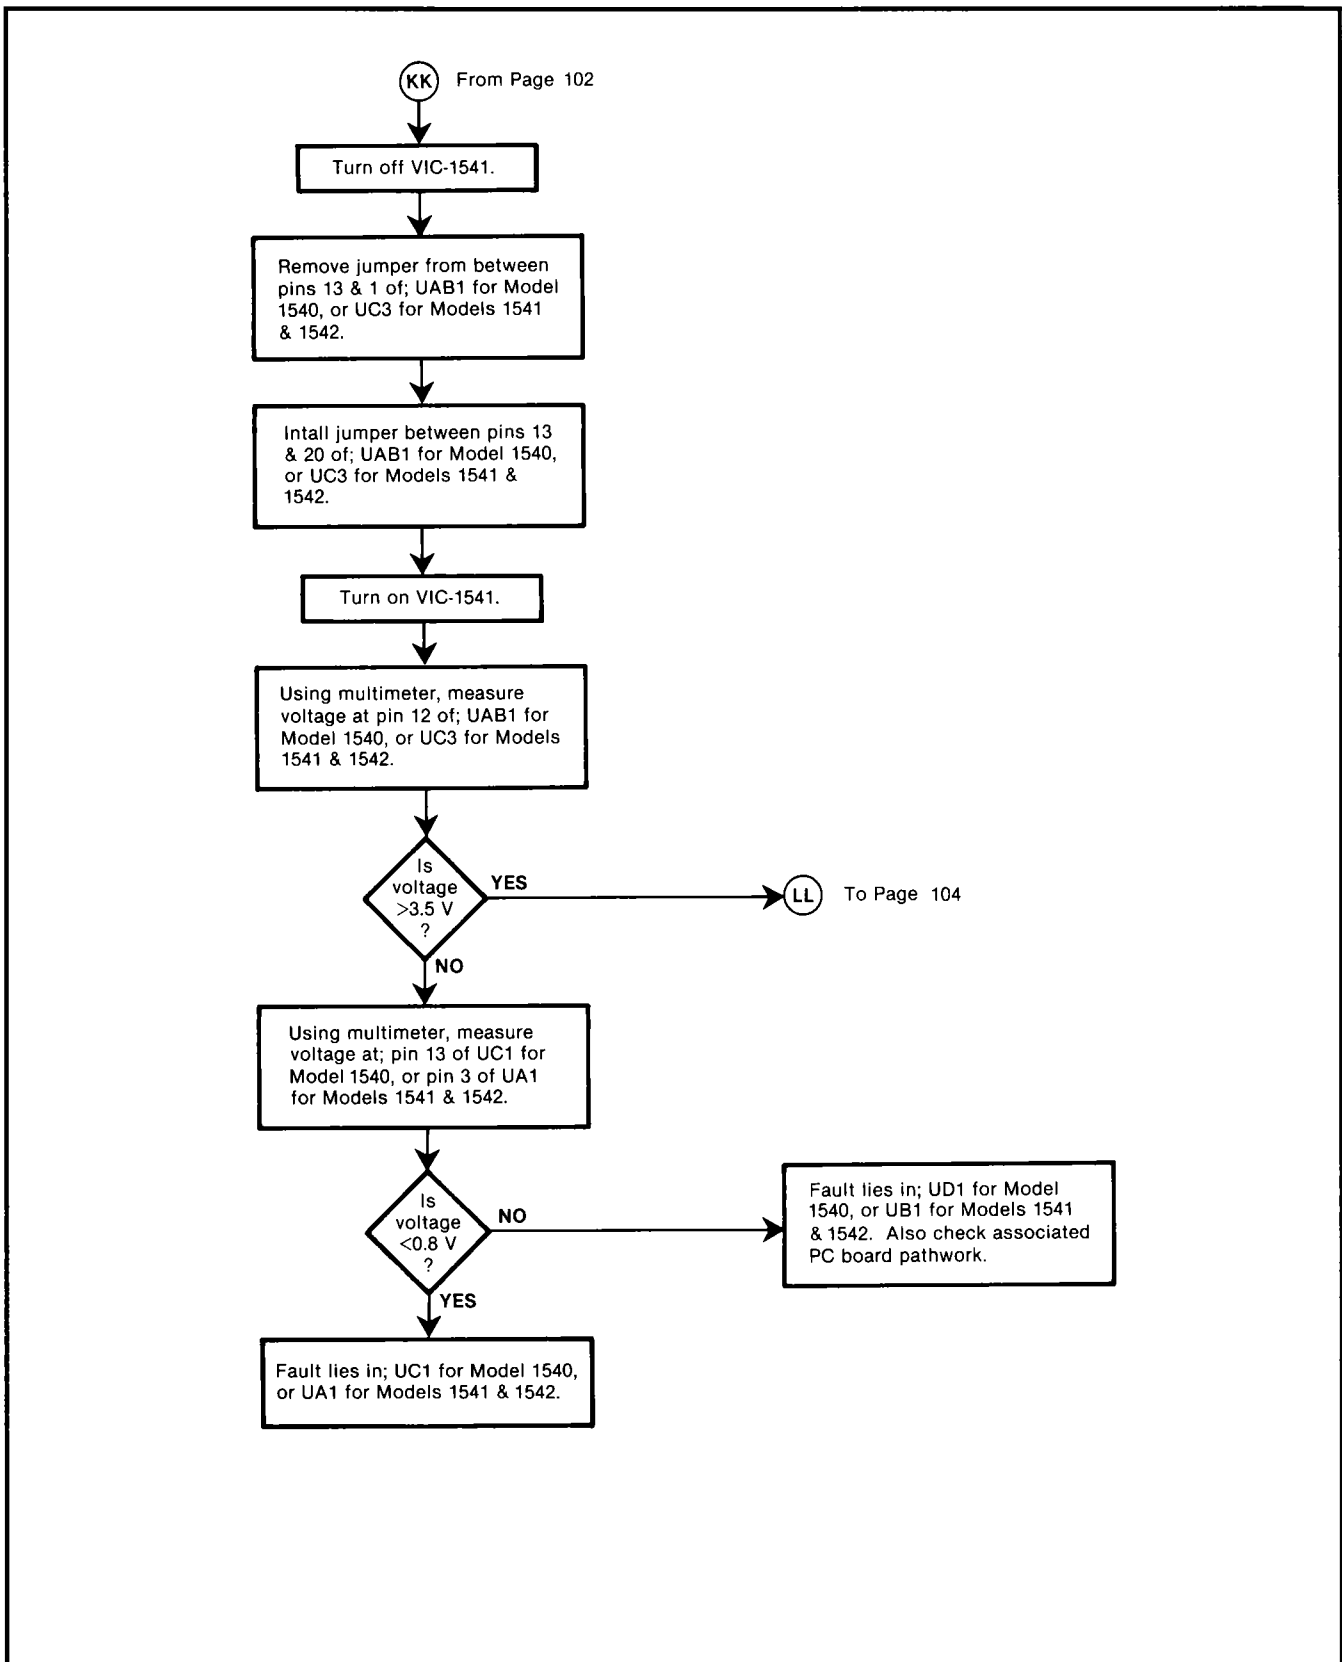 KK From Page 102
Turn off VIC-1541.
Remove jumper from between
pins 13 & 1 of; UAB1 for Model
1540, or UC3 for Models 1541
& 1542.
Intall jumper between pins 13
& 20 of; UAB1 for Model 1540,
or UC3 for Models 1541 &
1542.
Turn on VIC-1541.
Using multimeter, measure
voltage at pin 12 of; UAB1 for
Model 1540, or UC3 for Models
1541 & 1542.
Is
voltage
>3.5 V
?
YES
LL To Page 104
NO
Using multimeter, measure
voltage at; pin 13 of UC1 for
Model 1540, or pin 3 of UA1
for Models 1541 & 1542.
Is
voltage
<0.8 V
?
NO
Fault lies in; UD1 for Model
1540, or UB1 for Models 1541
& 1542. Also check associated
PC board pathwork.
YES
Fault lies in; UC1 for Model 1540,
or UA1 for Models 1541 & 1542.